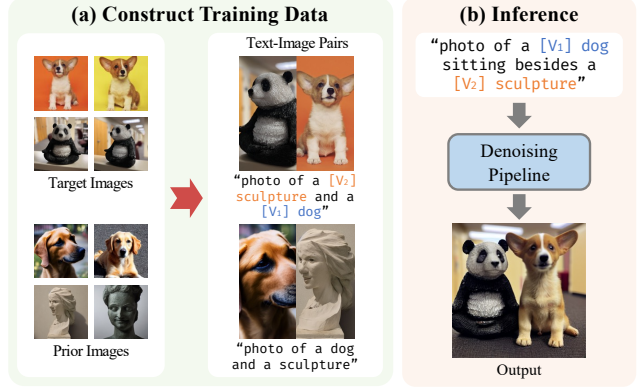 (a) Construct Training Data
Target Images
Prior Images
Text-Image Pairs
“photo of a [V₂]
sculpture and a
[V₁] dog”
“photo of a dog
and a sculpture”
(b) Inference
“photo of a [V₁] dog
sitting besides a
[V₂] sculpture”
Denoising
Pipeline
Output